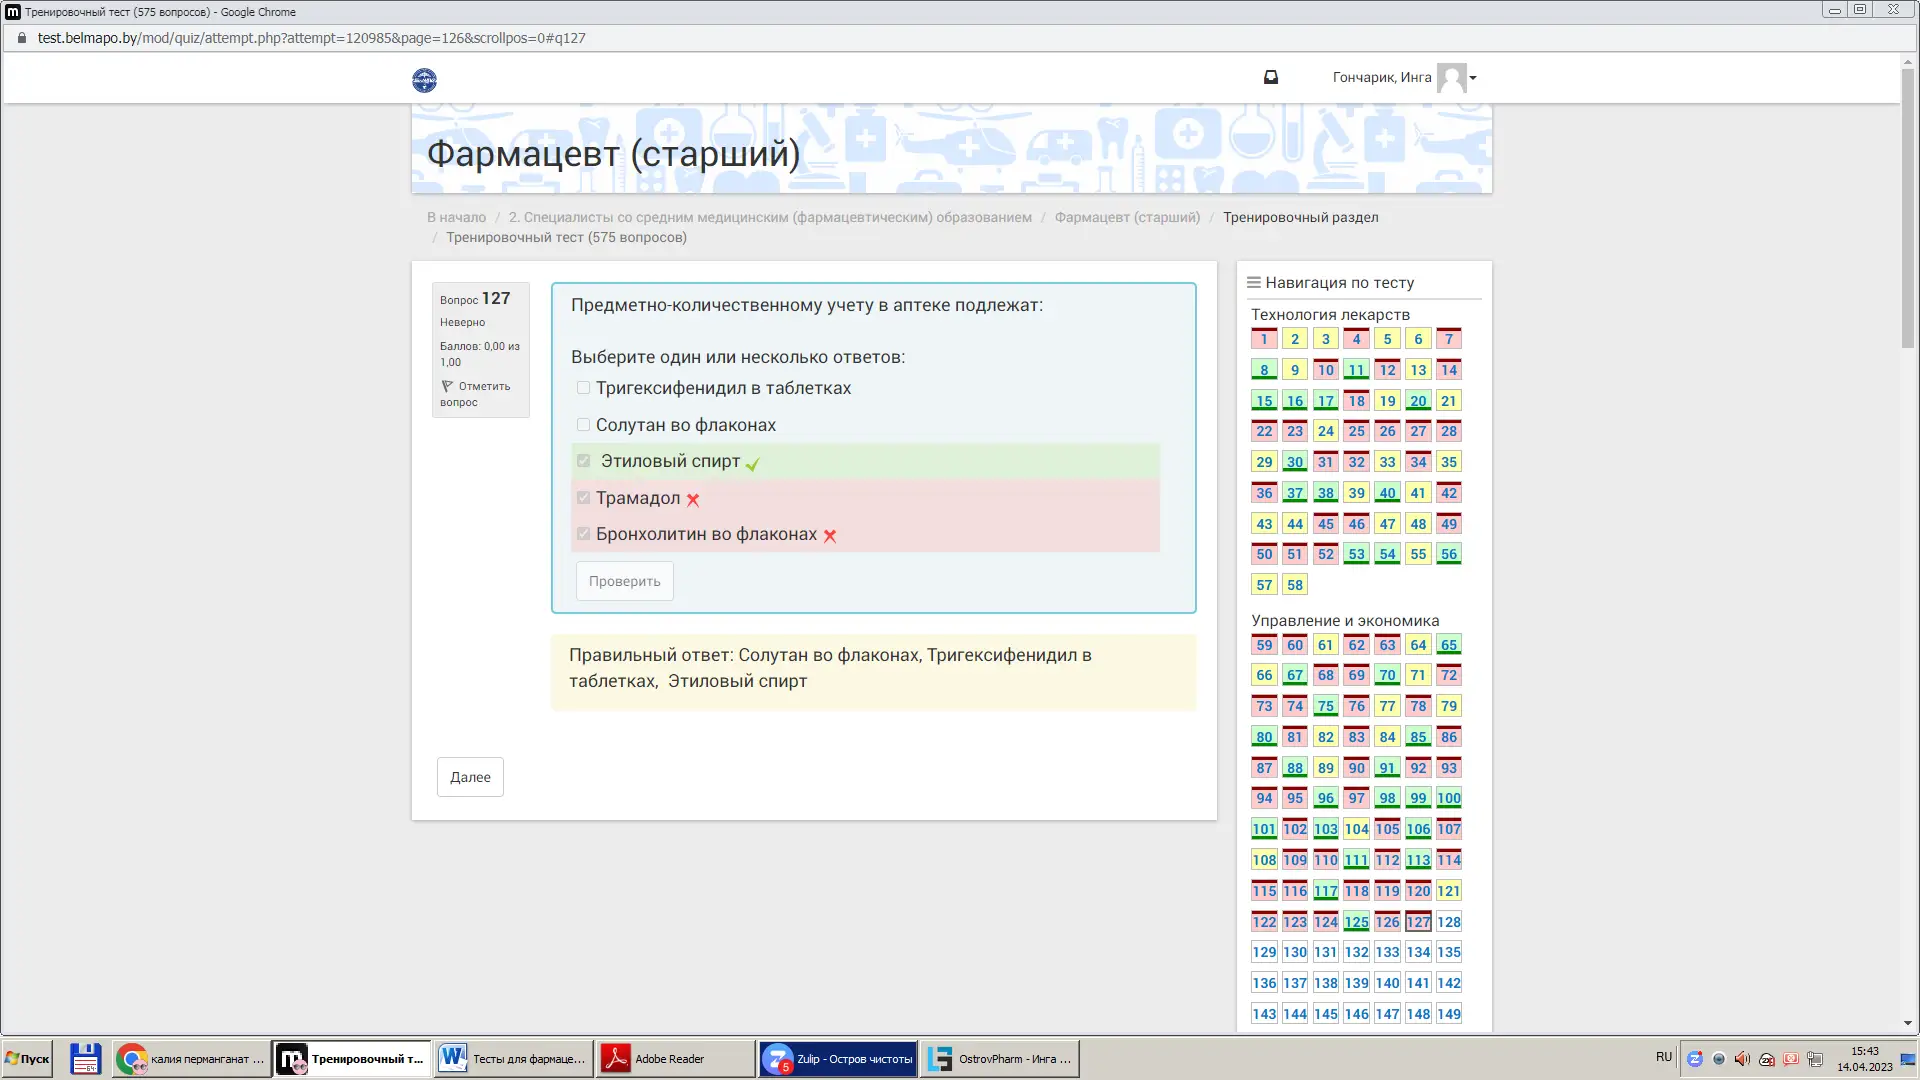 Тренировочный тест (575 вопросов) - Google Chrome
test.belmapo.by/mod/quiz/attempt.php?attempt=120985&page=126&scrollpos=0#q127
Гончарик, Инга
Фармацевт (старший)
В начало / 2. Специалисты со средним медицинским (фармацевтическим) образованием / Фармацевт (старший) / Тренировочный раздел
/ Тренировочный тест (575 вопросов)
Вопрос 127
Неверно
Баллов: 0,00 из
1,00
Отметить
вопрос
Предметно-количественному учету в аптеке подлежат:
Выберите один или несколько ответов:
Тригексифенидил в таблетках
Солутан во флаконах
Этиловый спирт
Трамадол
Бронхолитин во флаконах
Проверить
Правильный ответ: Солутан во флаконах, Тригексифенидил в
таблетках, Этиловый спирт
Далее
Навигация по тесту
Технология лекарств
1 2 3 4 5 6 7
8 9 10 11 12 13 14
15 16 17 18 19 20 21
22 23 24 25 26 27 28
29 30 31 32 33 34 35
36 37 38 39 40 41 42
43 44 45 46 47 48 49
50 51 52 53 54 55 56
57 58
Управление и экономика
59 60 61 62 63 64 65
66 67 68 69 70 71 72
73 74 75 76 77 78 79
80 81 82 83 84 85 86
87 88 89 90 91 92 93
94 95 96 97 98 99 100
101 102 103 104 105 106 107
108 109 110 111 112 113 114
115 116 117 118 119 120 121
122 123 124 125 126 127 128
129 130 131 132 133 134 135
136 137 138 139 140 141 142
143 144 145 146 147 148 149
Пуск
калия перманганат ...
Тренировочный т...
Тесты для фармаце...
Adobe Reader
5
Zulip - Остров чистоты
OstrovPharm - Инга ...
RU
15:43
14.04.2023